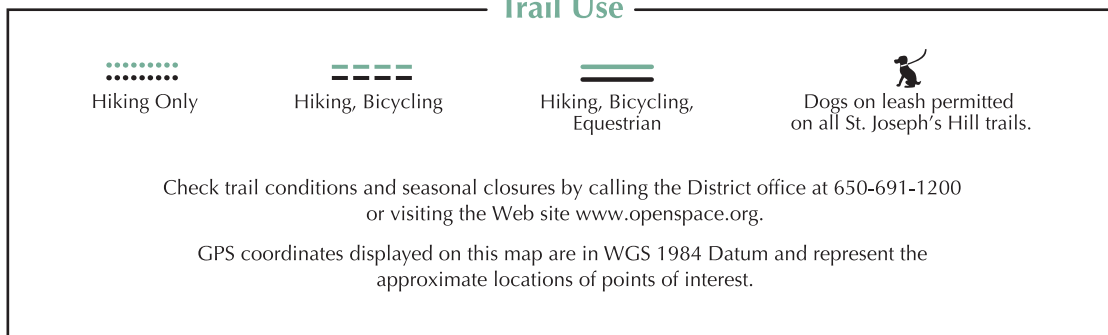 Trail Use
Hiking Only
Hiking, Bicycling
Hiking, Bicycling,
Equestrian
Dogs on leash permitted
on all St. Joseph's Hill trails.
Check trail conditions and seasonal closures by calling the District office at 650-691-1200
or visiting the Web site www.openspace.org.
GPS coordinates displayed on this map are in WGS 1984 Datum and represent the
approximate locations of points of interest.